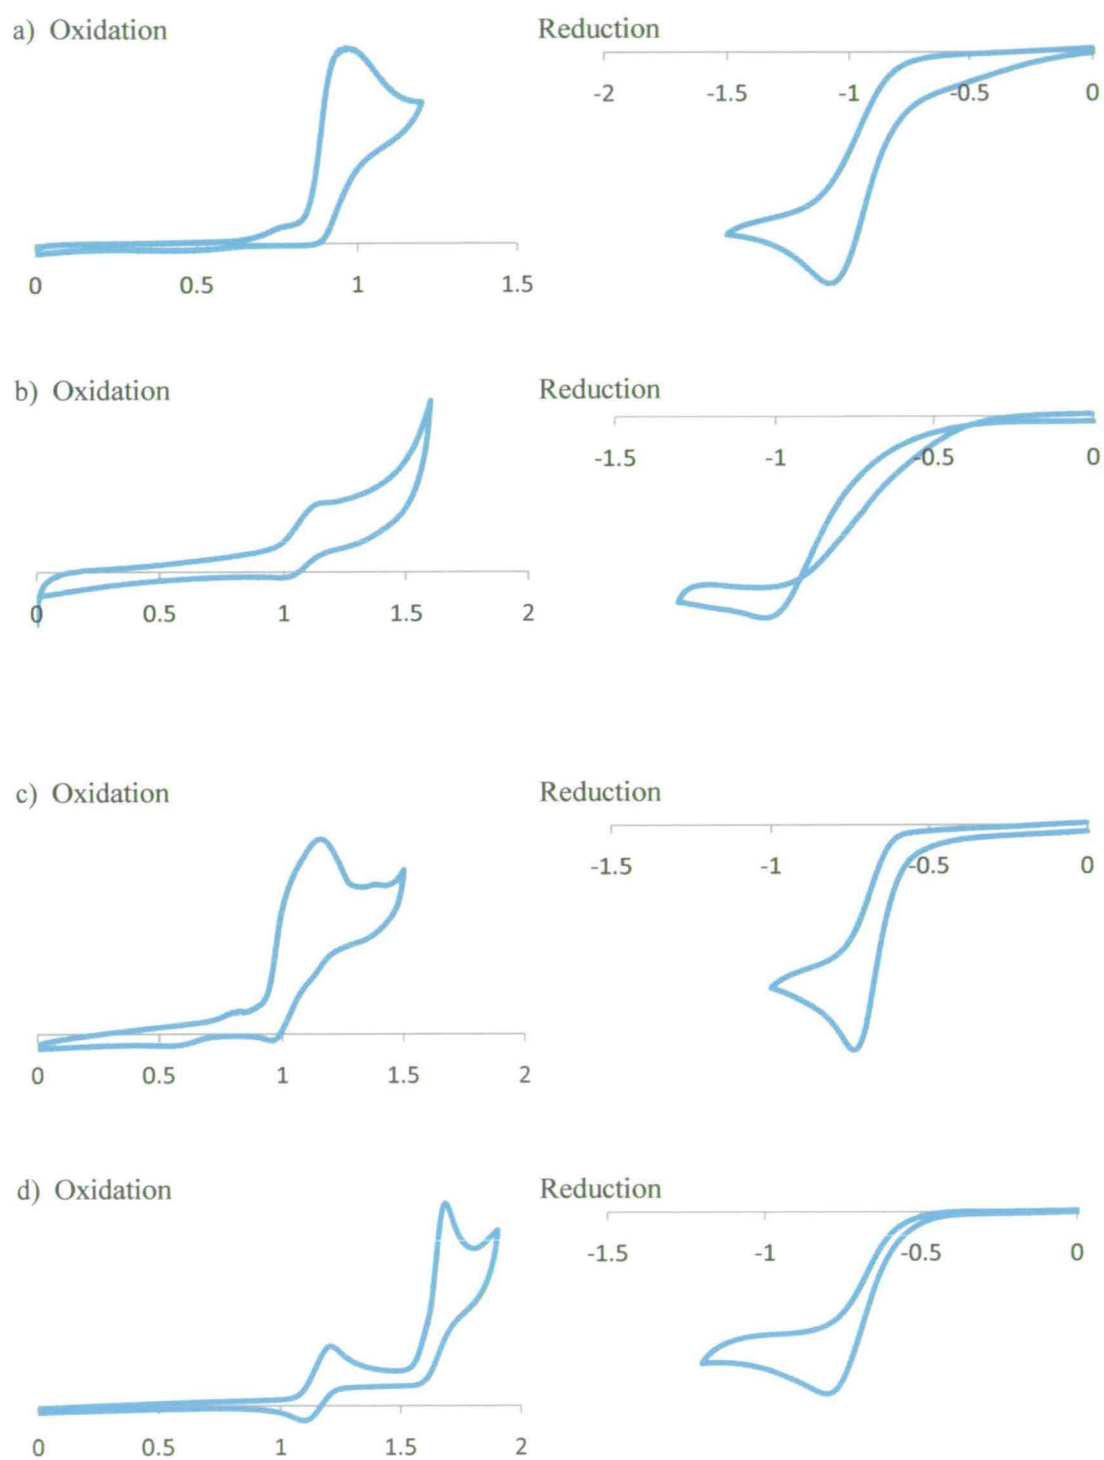 a) Oxidation
Reduction
-2 -1.5 -1 -0.5 0
0 0.5 1 1.5
b) Oxidation
Reduction
-1.5 -1 -0.5 0
0 0.5 1 1.5 2
c) Oxidation
Reduction
-1.5 -1 -0.5 0
0 0.5 1 1.5 2
d) Oxidation
Reduction
-1.5 -1 -0.5 0
0 0.5 1 1.5 2